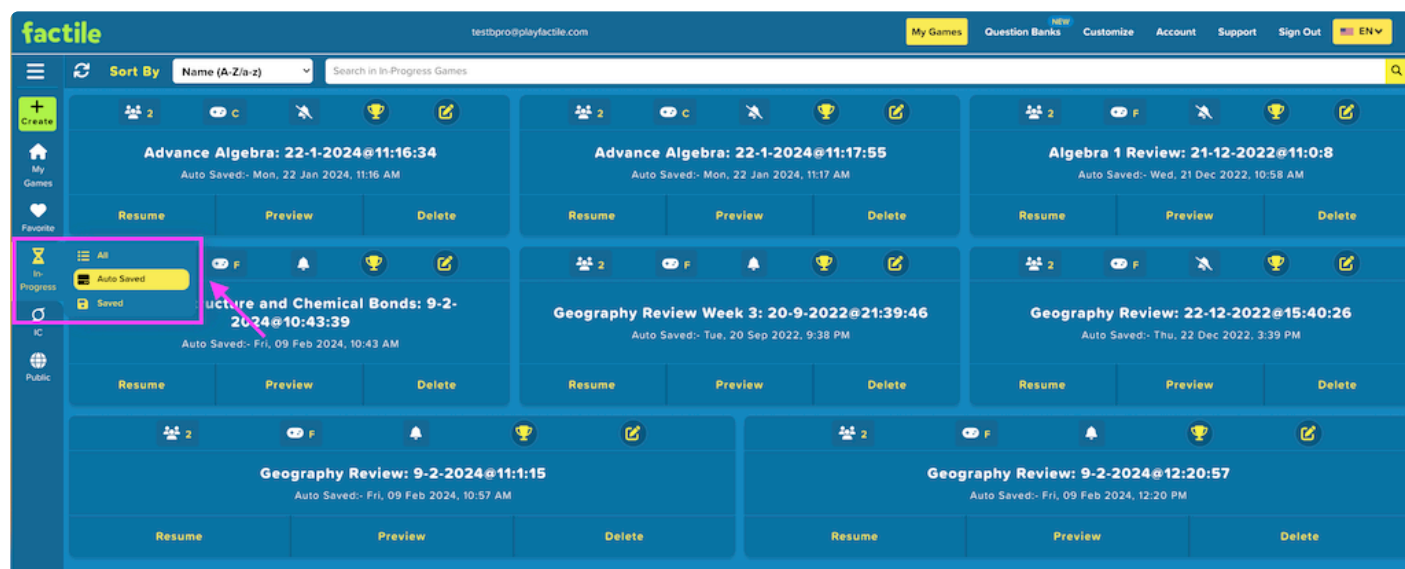 factile
testbpro@playfactile.com
My Games
Question Banks
NEW
Customize
Account
Support
Sign Out
EN
Sort By
Name (A-Z/a-z)
Search in In-Progress Games
+
Create
My
Games
Favorite
In-
Progress
IC
Public
All
Auto Saved
Saved
2 C
Advance Algebra: 22-1-2024@11:16:34
Auto Saved:- Mon, 22 Jan 2024, 11:16 AM
Resume Preview Delete
2 C
Advance Algebra: 22-1-2024@11:17:55
Auto Saved:- Mon, 22 Jan 2024, 11:17 AM
Resume Preview Delete
2 F
Algebra 1 Review: 21-12-2022@11:0:8
Auto Saved:- Wed, 21 Dec 2022, 10:58 AM
Resume Preview Delete
F
ucture and Chemical Bonds: 9-2-
2024@10:43:39
Auto Saved:- Fri, 09 Feb 2024, 10:43 AM
Resume Preview Delete
2 F
Geography Review Week 3: 20-9-2022@21:39:46
Auto Saved:- Tue, 20 Sep 2022, 9:38 PM
Resume Preview Delete
2 F
Geography Review: 22-12-2022@15:40:26
Auto Saved:- Thu, 22 Dec 2022, 3:39 PM
Resume Preview Delete
2 F
Geography Review: 9-2-2024@11:1:15
Auto Saved:- Fri, 09 Feb 2024, 10:57 AM
Resume Preview Delete
2 F
Geography Review: 9-2-2024@12:20:57
Auto Saved:- Fri, 09 Feb 2024, 12:20 PM
Resume Preview Delete